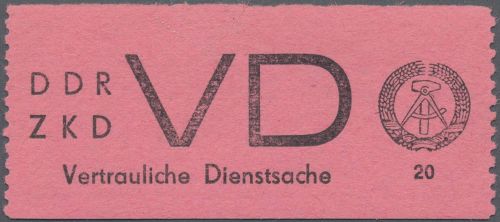 DDR
ZKD
VD
Vertrauliche Dienstsache
20